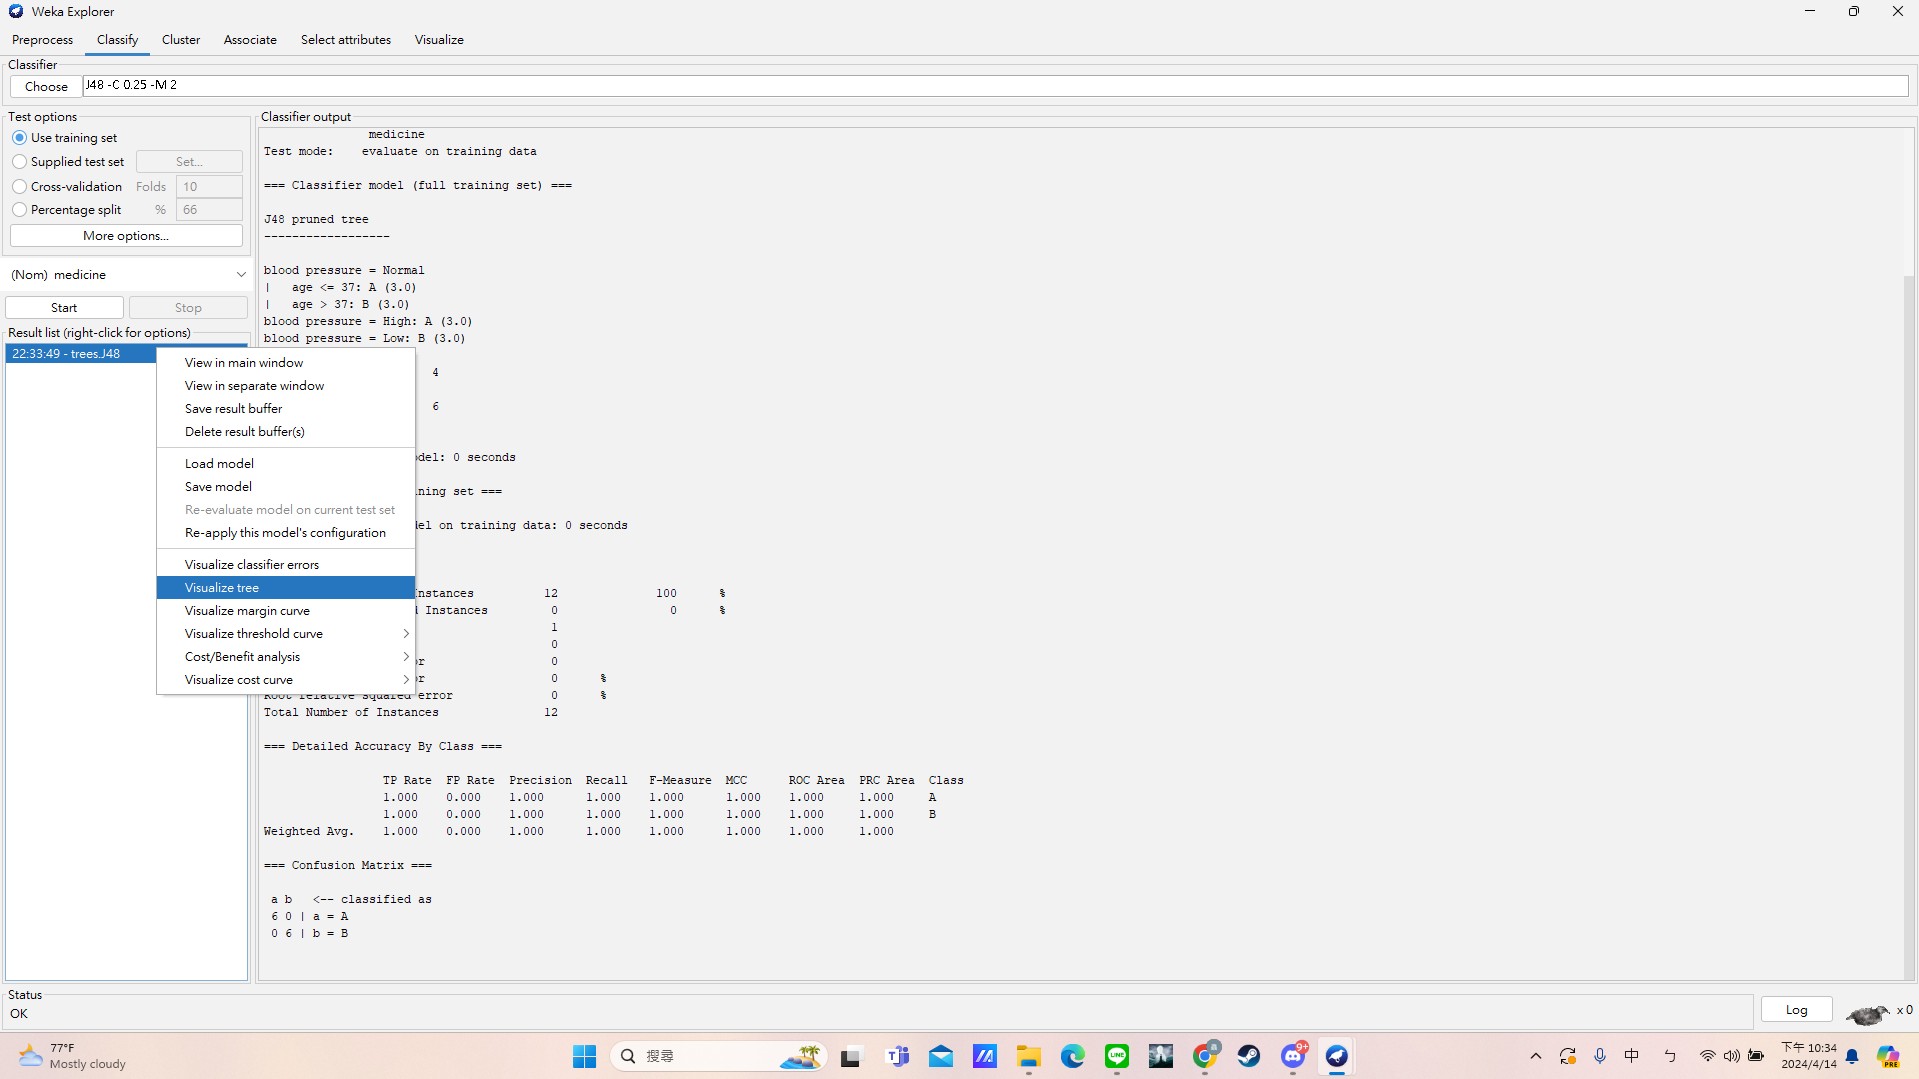 Weka Explorer
Preprocess Classify Cluster Associate Select attributes Visualize
Classifier
Choose J48 -C 0.25 -M 2
Test options
Use training set
Supplied test set Set...
Cross-validation Folds 10
Percentage split % 66
More options...
(Nom) medicine
Start Stop
Result list (right-click for options)
22:33:49 - trees.J48
View in main window
View in separate window
Save result buffer
Delete result buffer(s)
Load model
Save model
Re-evaluate model on current test set
Re-apply this model's configuration
Visualize classifier errors
Visualize tree
Visualize margin curve
Visualize threshold curve
Cost/Benefit analysis
Visualize cost curve
Classifier output
medicine
Test mode:    evaluate on training data
=== Classifier model (full training set) ===
J48 pruned tree
------------------
blood pressure = Normal
|   age <= 37: A (3.0)
|   age > 37: B (3.0)
blood pressure = High: A (3.0)
blood pressure = Low: B (3.0)
4
6
del: 0 seconds
ning set ===
el on training data: 0 seconds
nstances 12 100 %
Instances 0 0 %
1
0
or 0
or 0 %
Root relative squared error 0 %
Total Number of Instances 12
=== Detailed Accuracy By Class ===
TP Rate FP Rate Precision Recall F-Measure MCC ROC Area PRC Area Class
1.000 0.000 1.000 1.000 1.000 1.000 1.000 1.000 A
1.000 0.000 1.000 1.000 1.000 1.000 1.000 1.000 B
Weighted Avg. 1.000 0.000 1.000 1.000 1.000 1.000 1.000 1.000
=== Confusion Matrix ===
a b   <-- classified as
6 0 | a = A
0 6 | b = B
Status
OK
Log x 0
77°F
Mostly cloudy
搜尋
LINE
9+
中
下午 10:34
2024/4/14
PRE